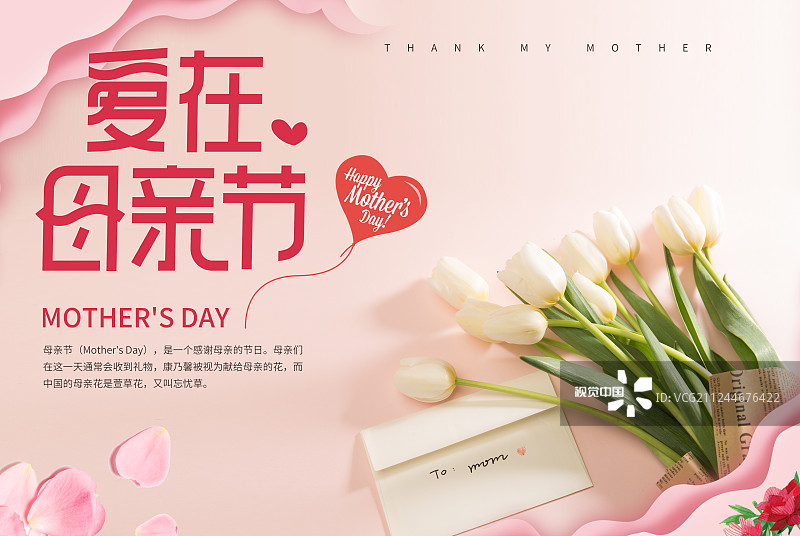 THANK MY MOTHER
爱在
母亲节
Happy
Mother's
Day!
MOTHER'S DAY
母亲节（Mother's Day），是一个感谢母亲的节日。母亲们
在这一天通常会收到礼物，康乃馨被视为献给母亲的花，而
中国的母亲花是萱草花，又叫忘忧草。
视觉中国
ID: VCG211244676422
To: mom